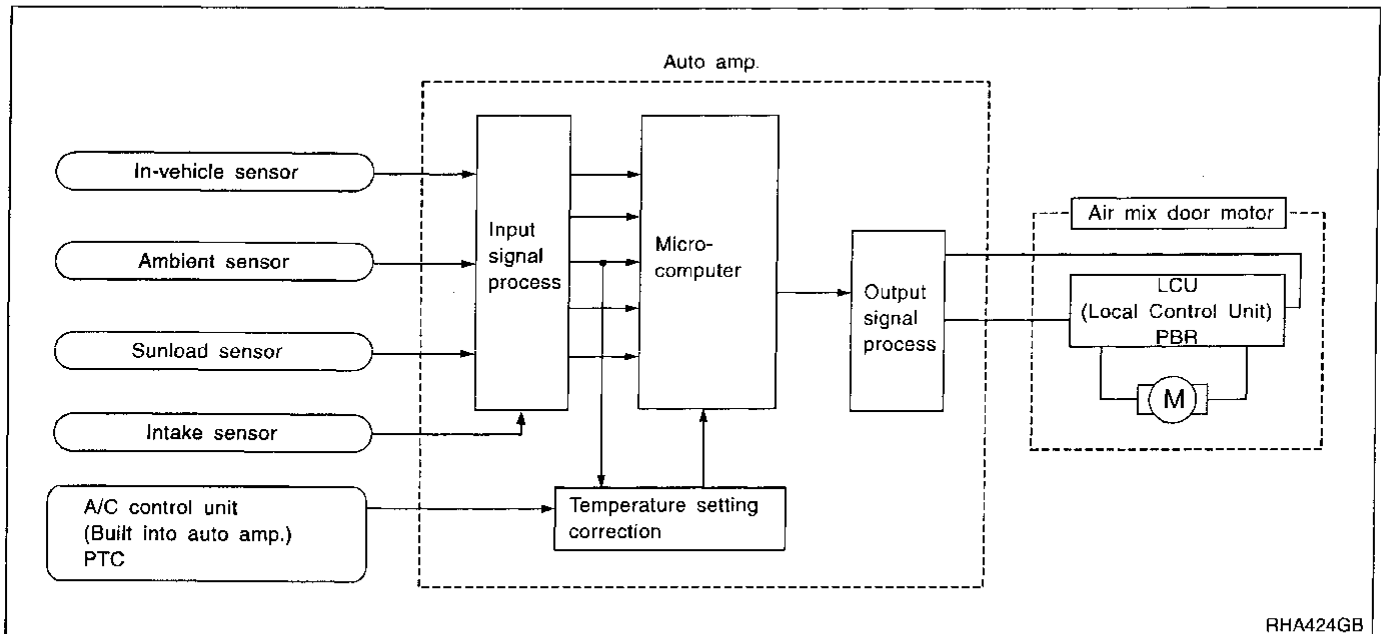 Auto amp.
In-vehicle sensor
Ambient sensor
Sunload sensor
Intake sensor
A/C control unit
(Built into auto amp.)
PTC
Input
signal
process
Micro-
computer
Temperature setting
correction
Output
signal
process
Air mix door motor
LCU
(Local Control Unit)
PBR
M
RHA424GB